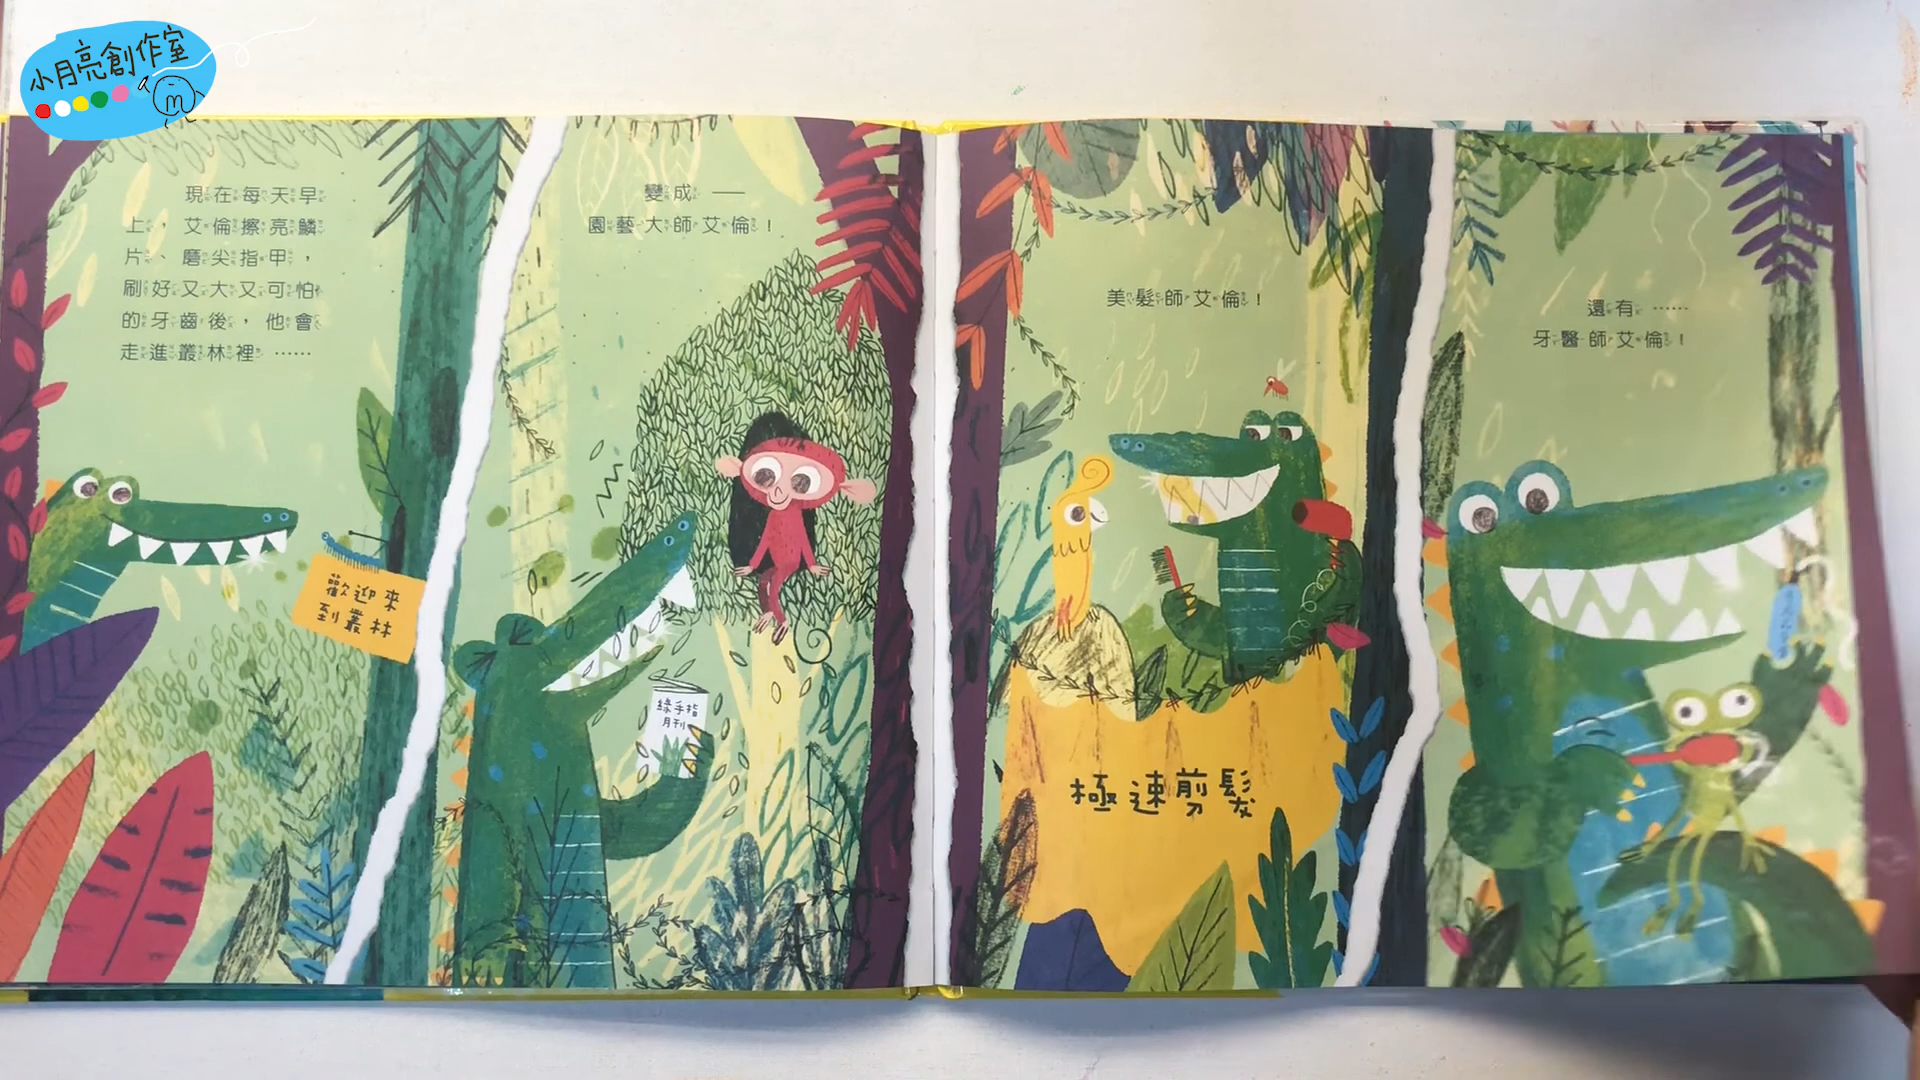 小月亮創作室
m
現在每天早
上，艾倫擦亮鱗
片、磨尖指甲，
刷好又大又可怕
的牙齒後，他會
走進叢林裡……
歡迎來
到叢林
變成——
園藝大師艾倫！
綠手指
月刊
美髮師艾倫！
極速剪髮
還有……
牙醫師艾倫！